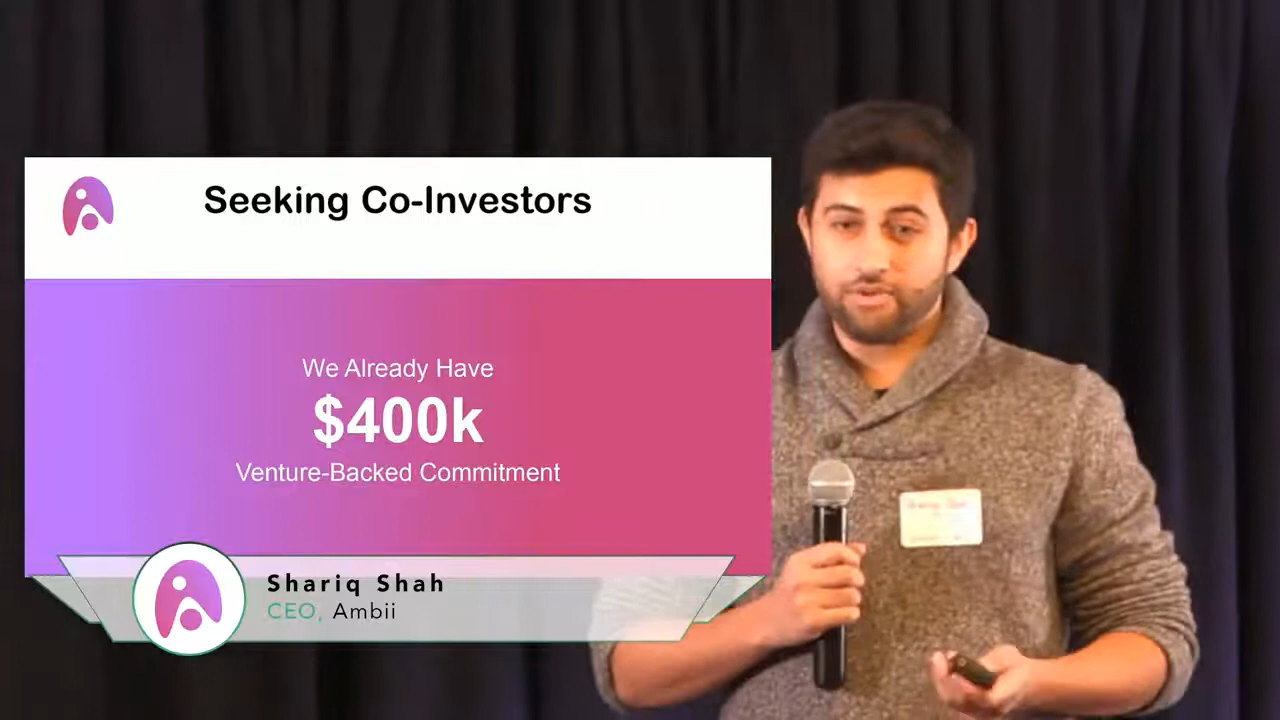 Seeking Co-Investors
We Already Have
$400k
Venture-Backed Commitment
Shariq Shah
CEO, Ambii